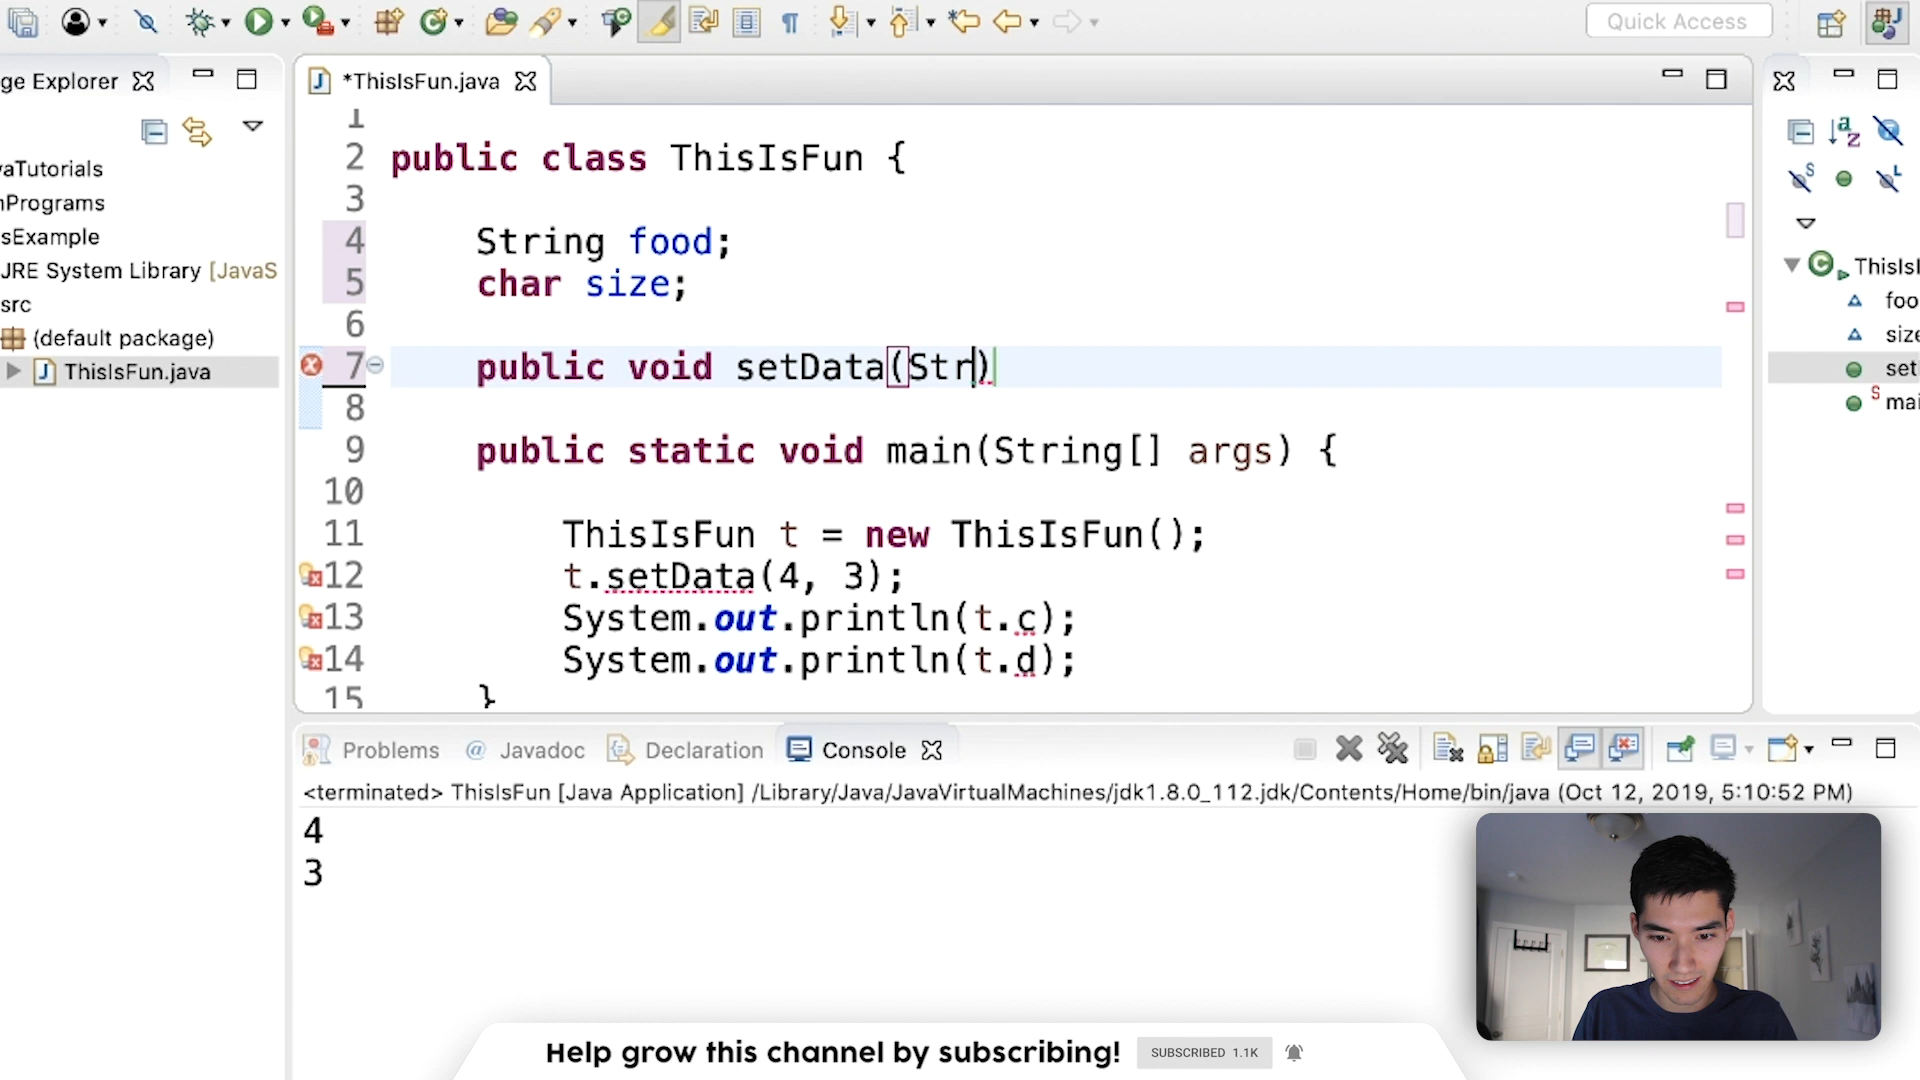 Quick Access
ge Explorer
vaTutorials
nPrograms
sExample
JRE System Library [JavaS
src
(default package)
ThisIsFun.java
*ThisIsFun.java
1
2 public class ThisIsFun {
3
4 String food;
5 char size;
6
7 public void setData(Str)
8
9 public static void main(String[] args) {
10
11 ThisIsFun t = new ThisIsFun();
12 t.setData(4, 3);
13 System.out.println(t.c);
14 System.out.println(t.d);
15 }
ThisIsI
foo
size
set
mai
Problems @ Javadoc Declaration Console
<terminated> ThisIsFun [Java Application] /Library/Java/JavaVirtualMachines/jdk1.8.0_112.jdk/Contents/Home/bin/java (Oct 12, 2019, 5:10:52 PM)
4
3
Help grow this channel by subscribing!
SUBSCRIBED 1.1K